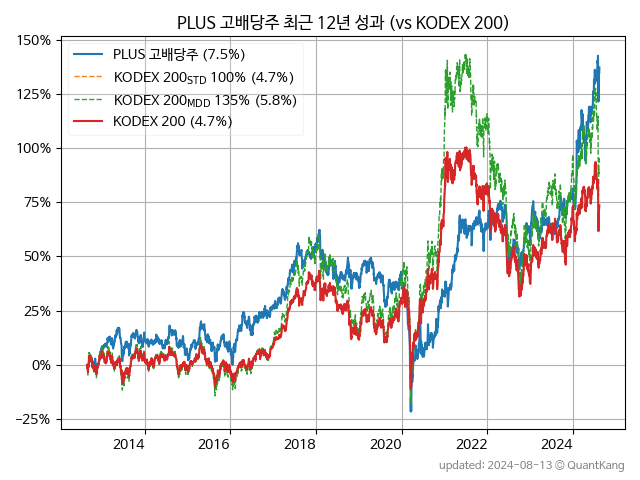 PLUS 고배당주 최근 12년 성과 (vs KODEX 200)
150%
125%
100%
75%
50%
25%
0%
−25%
PLUS 고배당주 (7.5%)
KODEX 200STD 100% (4.7%)
KODEX 200MDD 135% (5.8%)
KODEX 200 (4.7%)
2014 2016 2018 2020 2022 2024
updated: 2024-08-13 © QuantKang